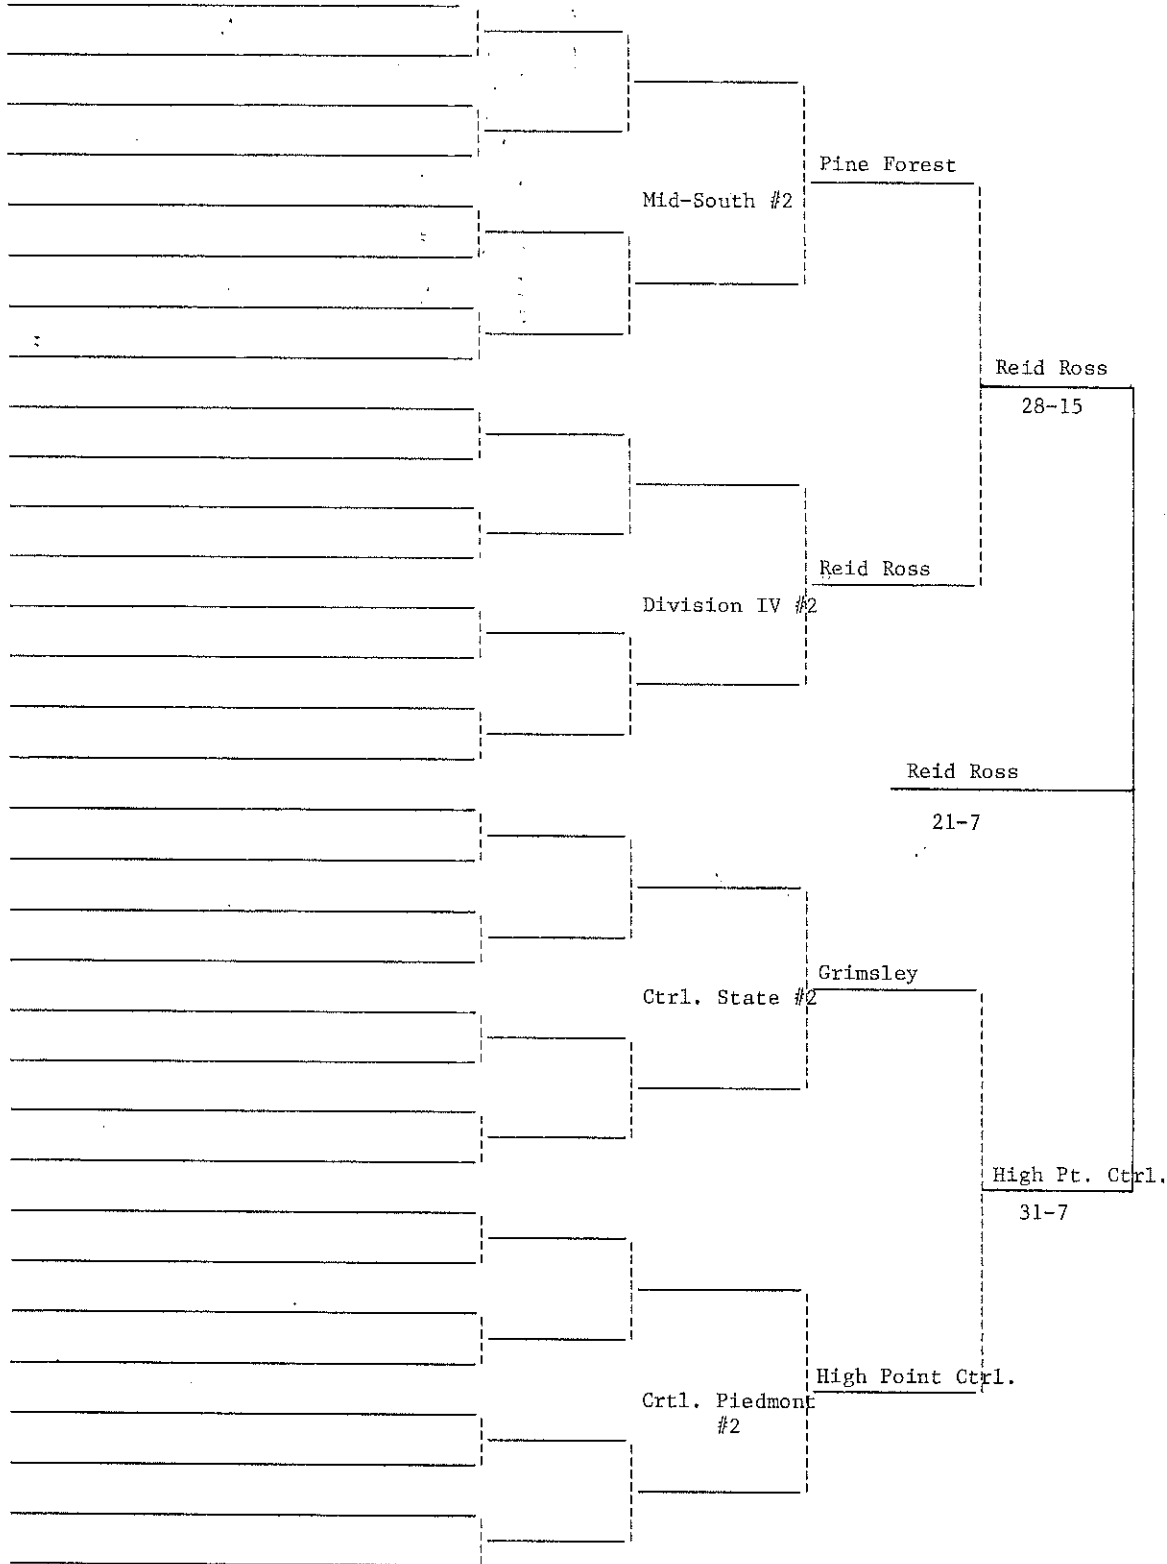 Pine Forest
Mid-South #2
Reid Ross
28-15
Reid Ross
Division IV #2
Reid Ross
21-7
Grimsley
Ctrl. State #2
High Pt. Ctrl.
31-7
High Point Ctrl.
Crtl. Piedmont
#2